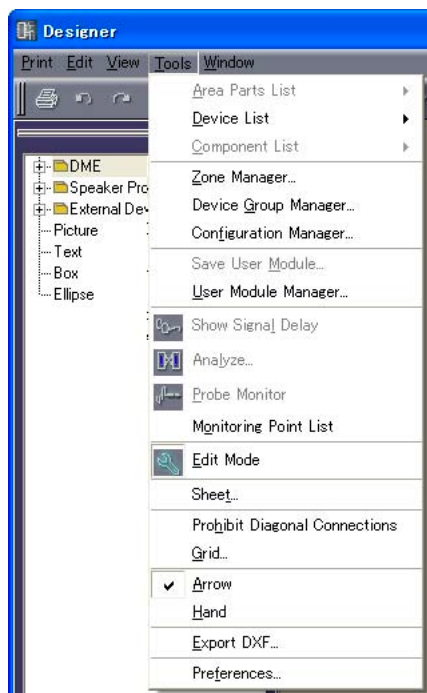 Designer
Print Edit View Tools Window
DME
Speaker Pro
External Dev
Picture
Text
Box
Ellipse
Area Parts List
Device List
Component List
Zone Manager...
Device Group Manager...
Configuration Manager...
Save User Module...
User Module Manager...
Show Signal Delay
Analyze...
Probe Monitor
Monitoring Point List
Edit Mode
Sheet...
Prohibit Diagonal Connections
Grid...
Arrow
Hand
Export DXF...
Preferences...